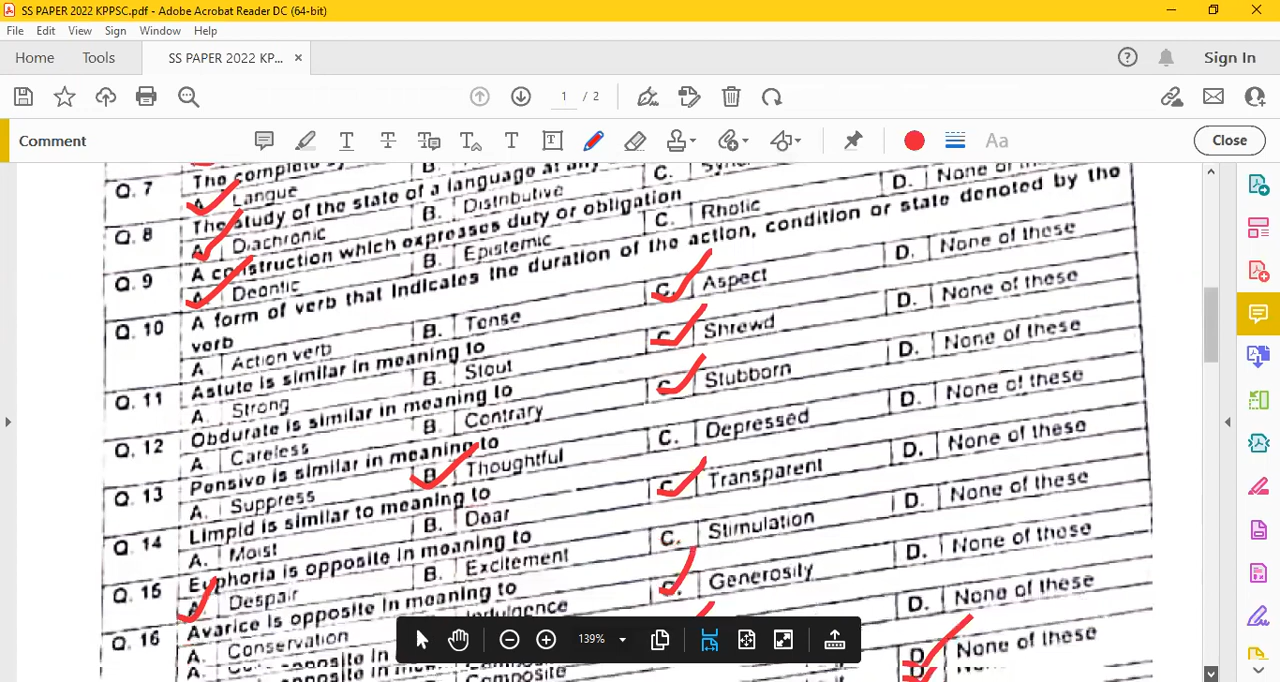 SS PAPER 2022 KPPSC.pdf - Adobe Acrobat Reader DC (64-bit)
File Edit View Sign Window Help
Home Tools SS PAPER 2022 KP... × Sign In
1 / 2
Comment Aa Close
Q. 7 The complete
A. Langue B. C. D. None of these
Q. 8 The study of the state of a language at any
A. Diachronic B. Distributive C. Rhotic D. None of these
Q. 9 A construction which expresses duty or obligation
A. Deontic B. Epistemic
Q. 10 A form of verb that indicates the duration of the action, condition or state denoted by the
verb
A Action verb B. Tense C. Aspect D. None of these
Q. 11 Astute is similar in meaning to
A. Strong B. Stout C. Shrewd D. None of these
Q. 12 Obdurate is similar in meaning to
A. Careless B. Contrary C. Stubborn D. None of these
Q. 13 Pensive is similar in meaning to
A. Suppress B. Thoughtful C. Depressed D. None of these
Q. 14 Limpid is similar to meaning to
A. Moist B. Dear C. Transparent D. None of these
Q. 15 Euphoria is opposite in meaning to
A. Despair B. Excitement C. Stimulation D. None of these
Q. 16 Avarice is opposite in meaning to
A. Conservation Indulgence C. Generosity D. None of these
139%
opposite in
Composite D. None of these